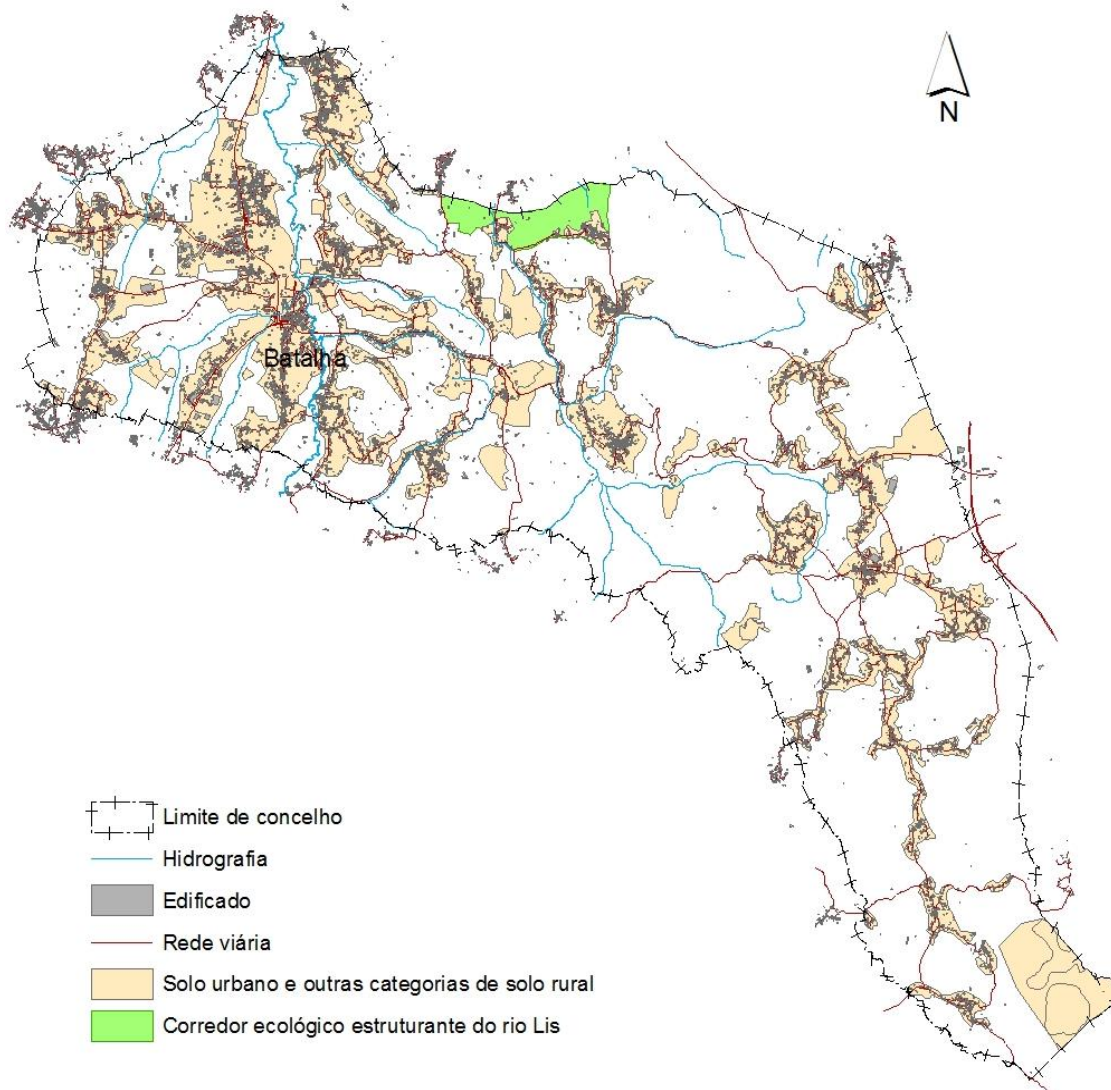 N
Batalha
Limite de concelho
Hidrografia
Edificado
Rede viária
Solo urbano e outras categorias de solo rural
Corredor ecológico estruturante do rio Lis